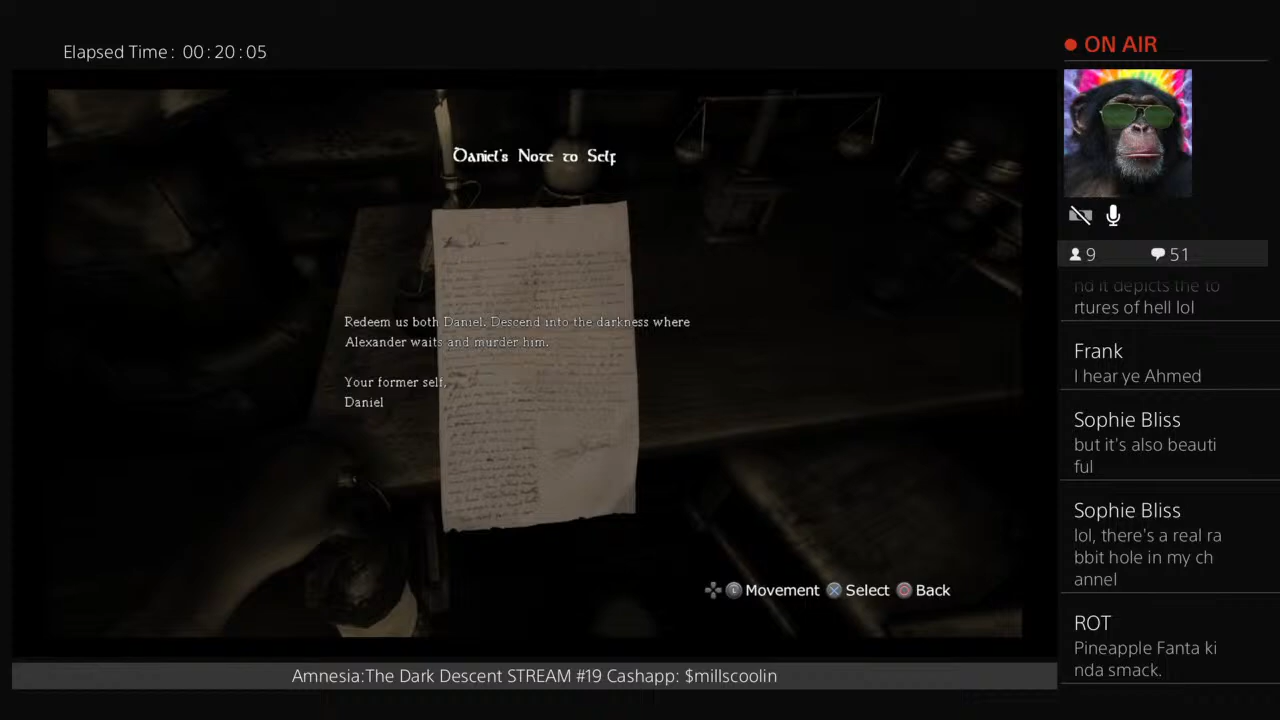 Elapsed Time: 00:20:05
ON AIR
Daniel's Note to Self
Redeem us both Daniel. Descend into the darkness where
Alexander waits and murder him.
Your former self,
Daniel
Movement Select Back
9 51
nd it depicts the to
rtures of hell lol
Frank
I hear ye Ahmed
Sophie Bliss
but it's also beauti
ful
Sophie Bliss
lol, there's a real ra
bbit hole in my ch
annel
ROT
Pineapple Fanta ki
nda smack.
Amnesia:The Dark Descent STREAM #19 Cashapp: $millscoolin